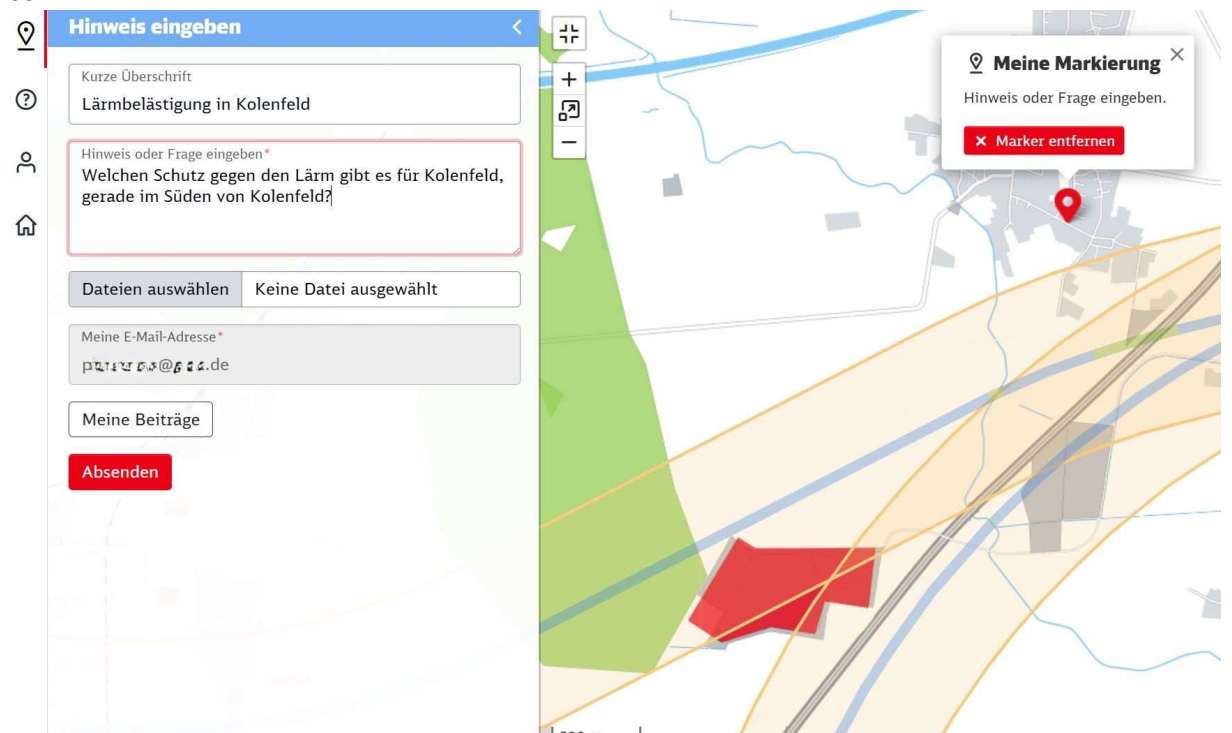 Hinweis eingeben
Kurze Überschrift
Lärmbelästigung in Kolenfeld
Hinweis oder Frage eingeben*
Welchen Schutz gegen den Lärm gibt es für Kolenfeld,
gerade im Süden von Kolenfeld?
Dateien auswählen Keine Datei ausgewählt
Meine E-Mail-Adresse*
.de
Meine Beiträge
Absenden
Meine Markierung
Hinweis oder Frage eingeben.
Marker entfernen